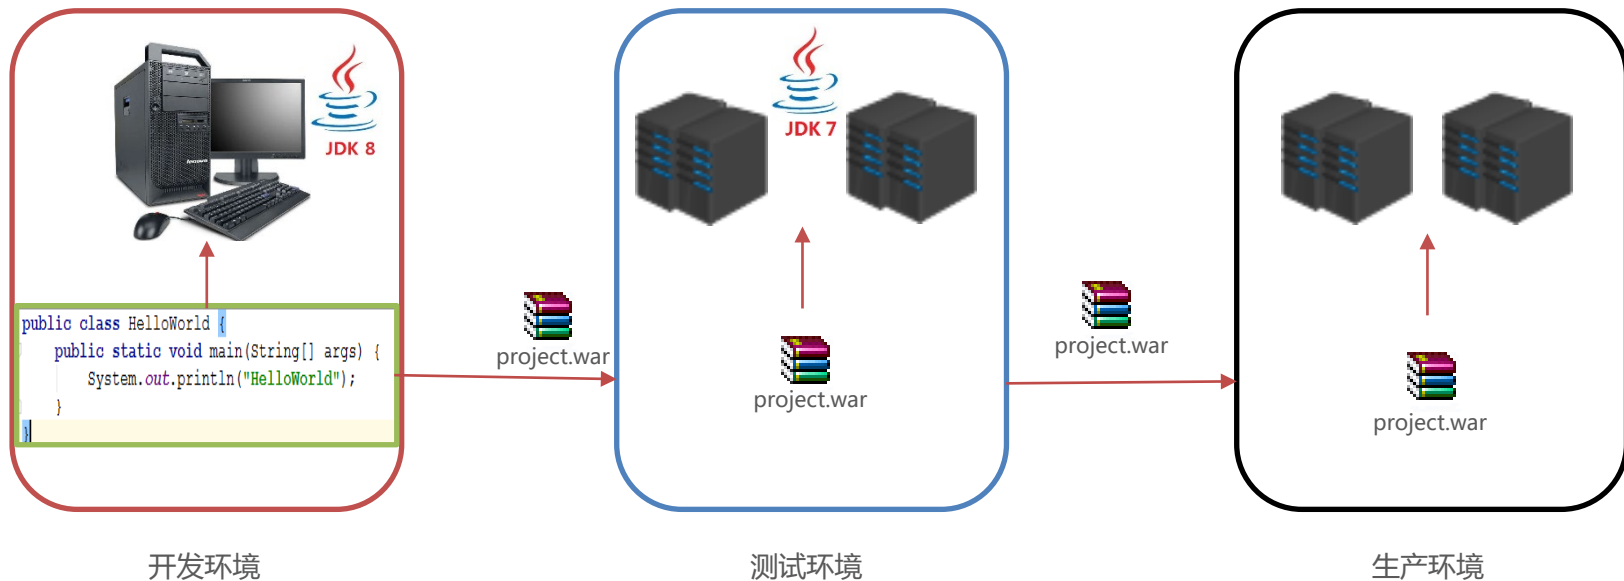 JDK 8
public class HelloWorld {
public static void main(String[] args) {
System.out.println("HelloWorld");
}
}
project.war
JDK 7
project.war
project.war
project.war
开发环境
测试环境
生产环境